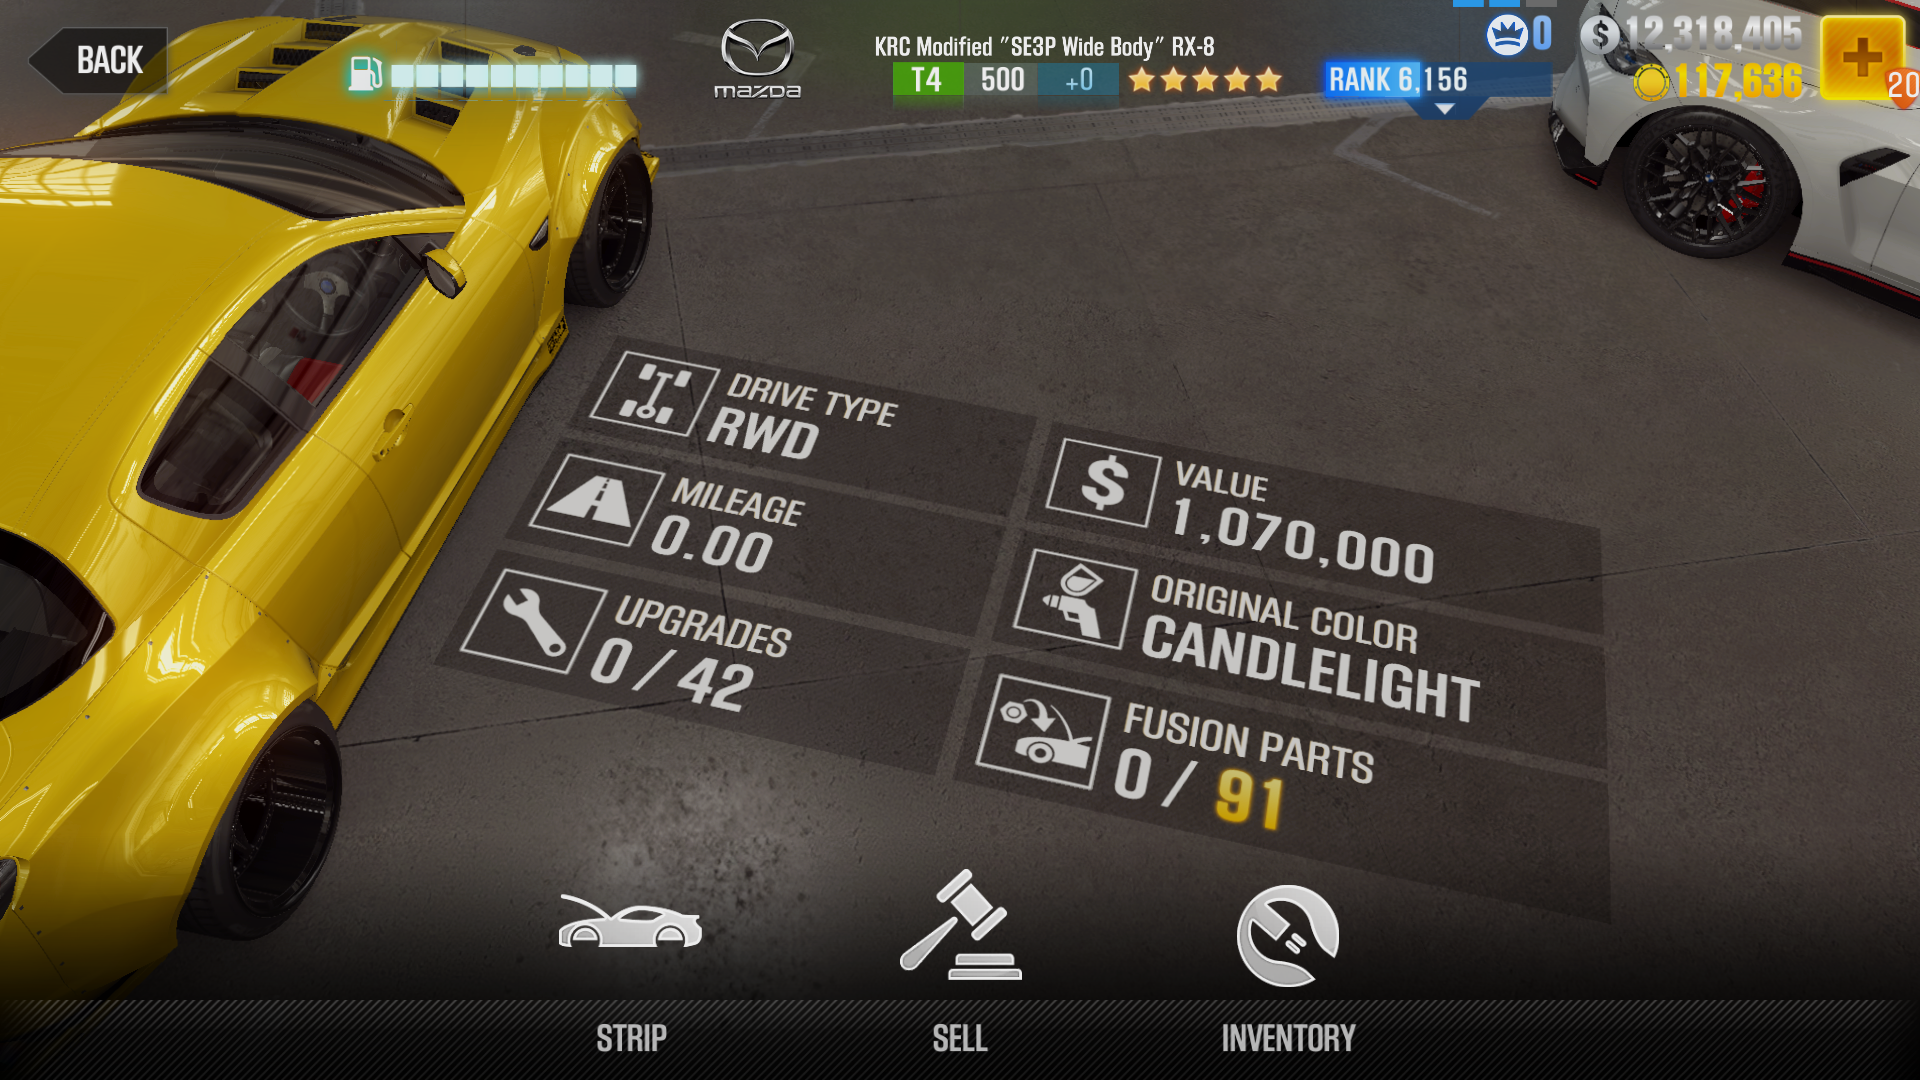 BACK
mazDa
KRC Modified "SE3P Wide Body" RX-8
T4 500 +0
RANK 6,156
0
$ 12,318,405
117,636
+
20
DRIVE TYPE
RWD
MILEAGE
0.00
UPGRADES
0 / 42
$ VALUE
1,070,000
ORIGINAL COLOR
CANDLELIGHT
FUSION PARTS
0 / 91
STRIP
SELL
INVENTORY